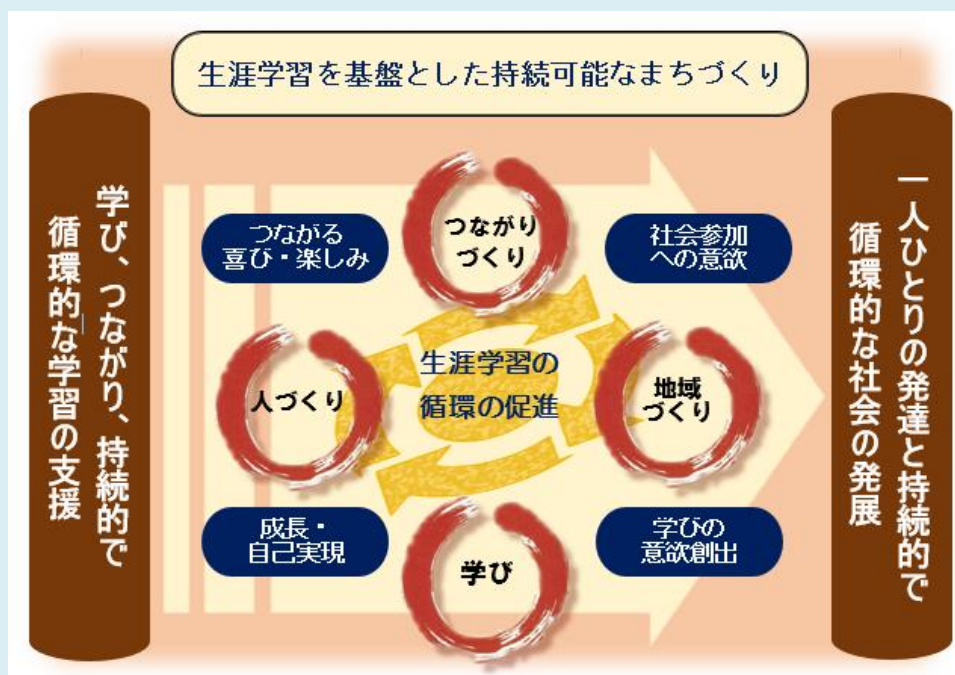 生涯学習を基盤とした持続可能なまちづくり
学び、つながり、持続的で
循環的な学習の支援
つながる
喜び・楽しみ
つながり
づくり
社会参加
への意欲
人づくり
生涯学習の
循環の促進
地域
づくり
成長・
自己実現
学び
学びの
意欲創出
一人ひとりの発達と持続的で
循環的な社会の発展